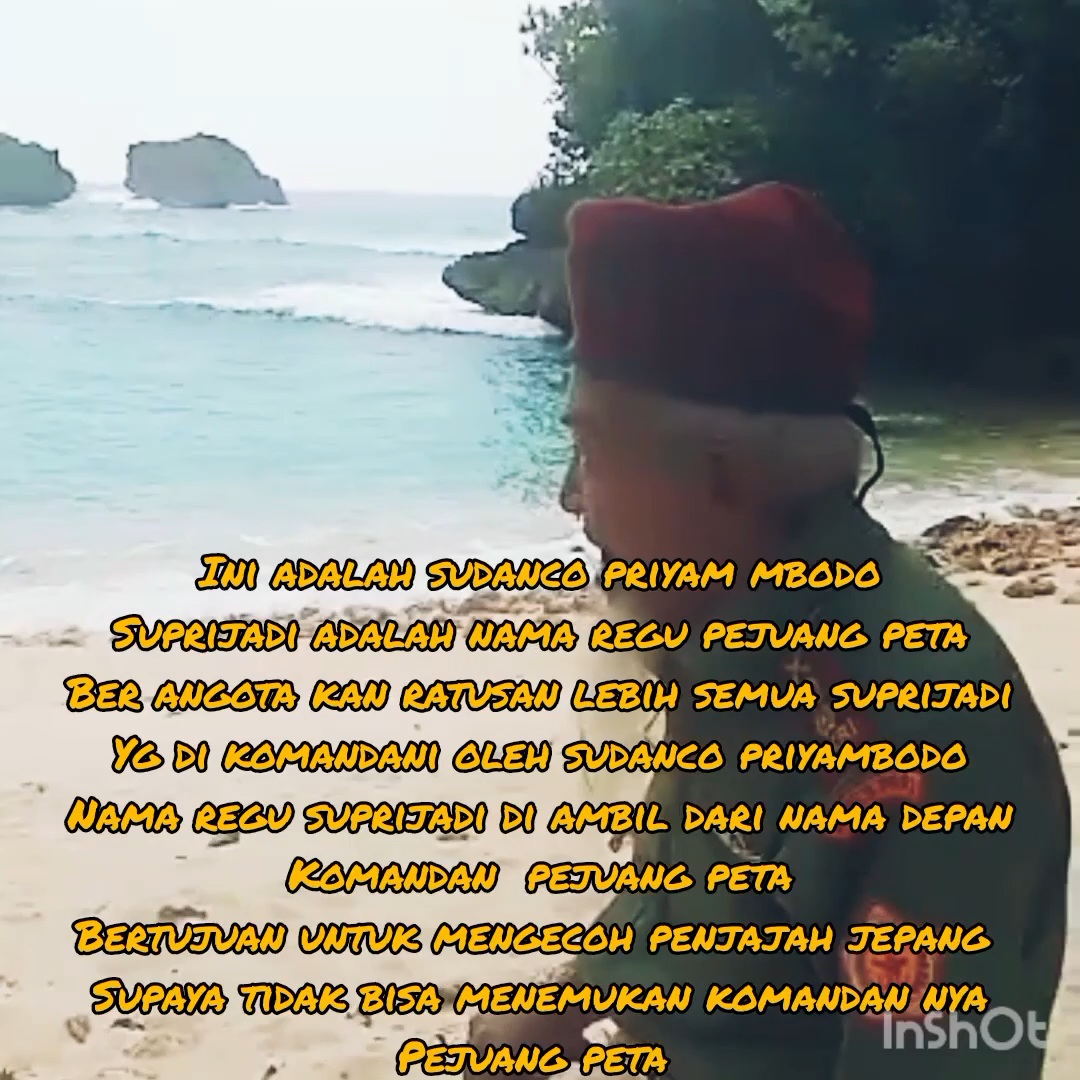 Ini adalah sudanco priyam mbodo
Suprijadi adalah nama regu pejuang peta
Ber angota kan ratusan lebih semua suprijadi
Yg di komandani oleh sudanco priyambodo
Nama regu suprijadi di ambil dari nama depan
Komandan pejuang peta
Bertujuan untuk mengecoh penjajah jepang
Supaya tidak bisa menemukan komandan nya
Pejuang peta
InShOt